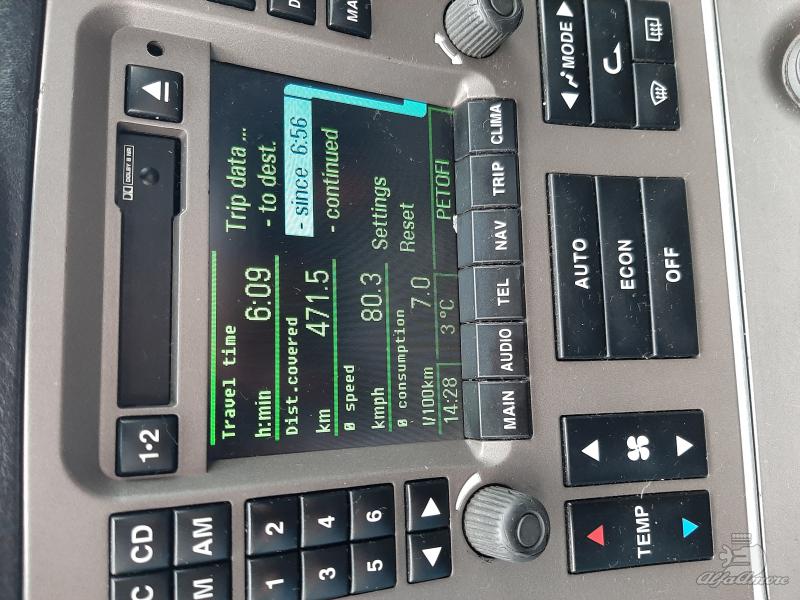 Travel time
h:min 6:09
Dist.covered
km 471.5
Ø speed
kmph 80.3
Ø consumption
l/100km 7.0
Trip data ...
- to dest.
- since 6:56
- continued
Settings
Reset
14:28 3 °C PETOFI
MAIN AUDIO TEL NAV TRIP CLIMA
DOLBY B NR
1•2
CD
AM
1 2
3 4
5 6
TEMP
AUTO
ECON
OFF
MODE
AlfaAmore